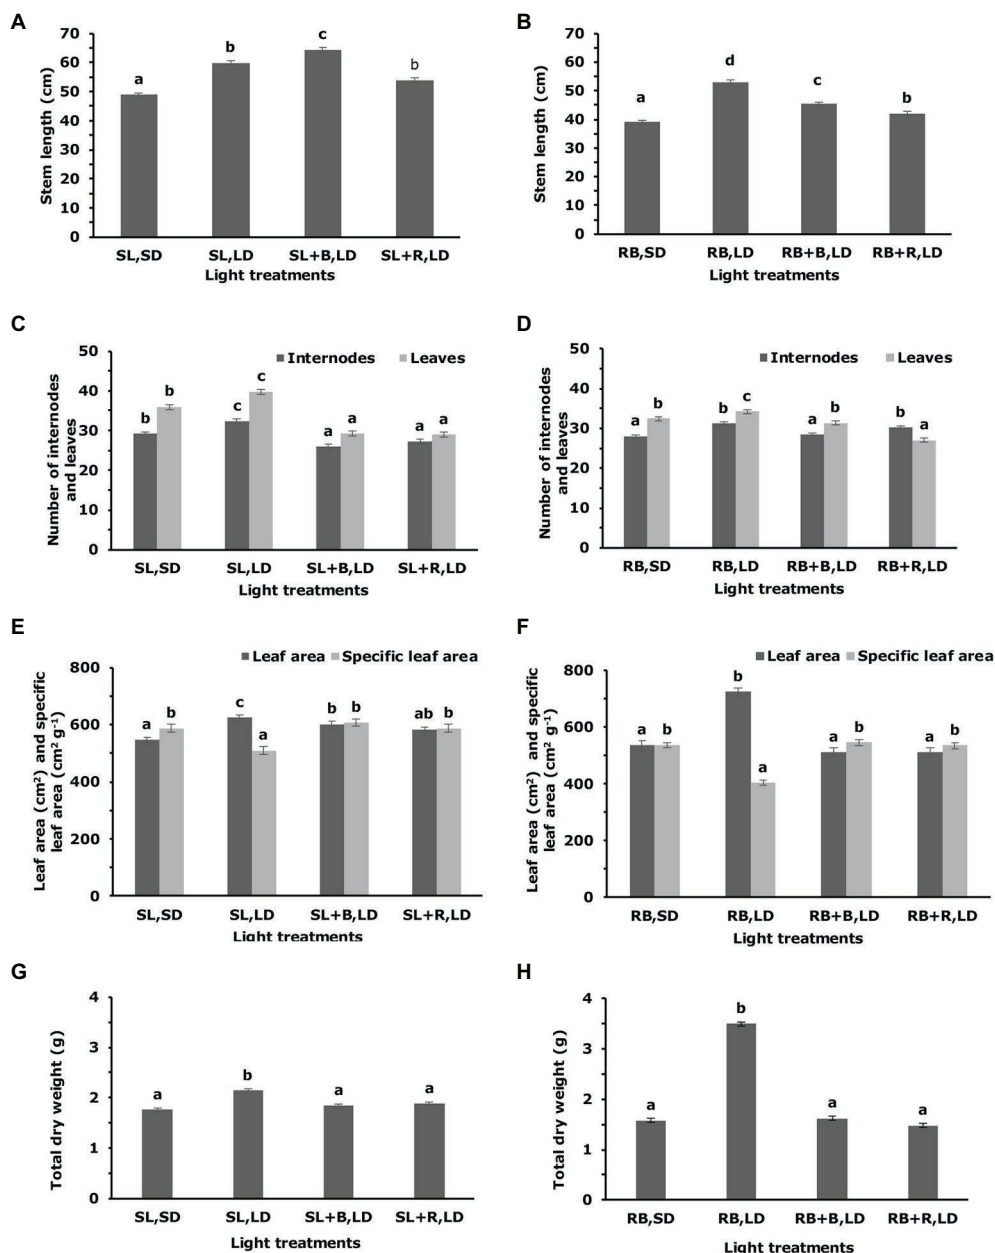 A
Stem length (cm)
70
60
50
40
30
20
10
0
a
b
c
b
SL,SD
SL,LD
SL+B,LD
SL+R,LD
Light treatments
B
Stem length (cm)
70
60
50
40
30
20
10
0
a
d
c
b
RB,SD
RB,LD
RB+B,LD
RB+R,LD
Light treatments
C
Number of internodes
and leaves
Internodes
Leaves
50
40
30
20
10
0
b
b
c
c
a
a
a
a
SL,SD
SL,LD
SL+B,LD
SL+R,LD
Light treatments
D
Number of internodes
and leaves
Internodes
Leaves
50
40
30
20
10
0
a
b
b
c
a
b
b
a
RB,SD
RB,LD
RB+B,LD
RB+R,LD
Light treatments
E
Leaf area (cm²) and specific
leaf area (cm² g⁻¹)
Leaf area
Specific leaf area
800
600
400
200
0
a
b
c
a
b
b
ab
b
SL,SD
SL,LD
SL+B,LD
SL+R,LD
Light treatments
F
Leaf area (cm²) and specific
leaf area (cm² g⁻¹)
Leaf area
Specific leaf area
800
600
400
200
0
a
b
b
a
a
b
a
b
RB,SD
RB,LD
RB+B,LD
RB+R,LD
Light treatments
G
Total dry weight (g)
4
3
2
1
0
a
b
a
a
SL,SD
SL,LD
SL+B,LD
SL+R,LD
Light treatments
H
Total dry weight (g)
4
3
2
1
0
a
b
a
a
RB,SD
RB,LD
RB+B,LD
RB+R,LD
Light treatments